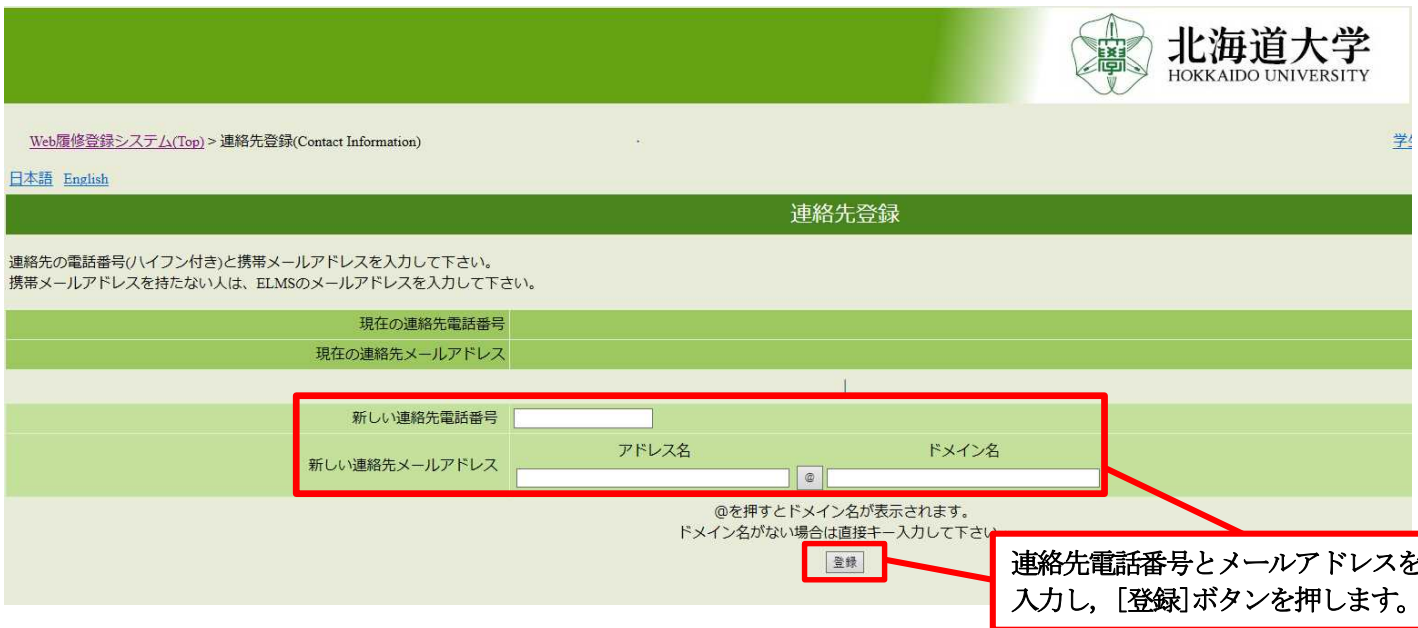 北海道大学
HOKKAIDO UNIVERSITY
Web履修登録システム(Top) > 連絡先登録(Contact Information)
学
日本語 English
連絡先登録
連絡先の電話番号(ハイフン付き)と携帯メールアドレスを入力して下さい。
携帯メールアドレスを持たない人は、ELMSのメールアドレスを入力して下さい。
現在の連絡先電話番号
現在の連絡先メールアドレス
新しい連絡先電話番号
アドレス名 ドメイン名
新しい連絡先メールアドレス @
@を押すとドメイン名が表示されます。
ドメイン名がない場合は直接キー入力して下さい
登録
連絡先電話番号とメールアドレスを
入力し，[登録]ボタンを押します。